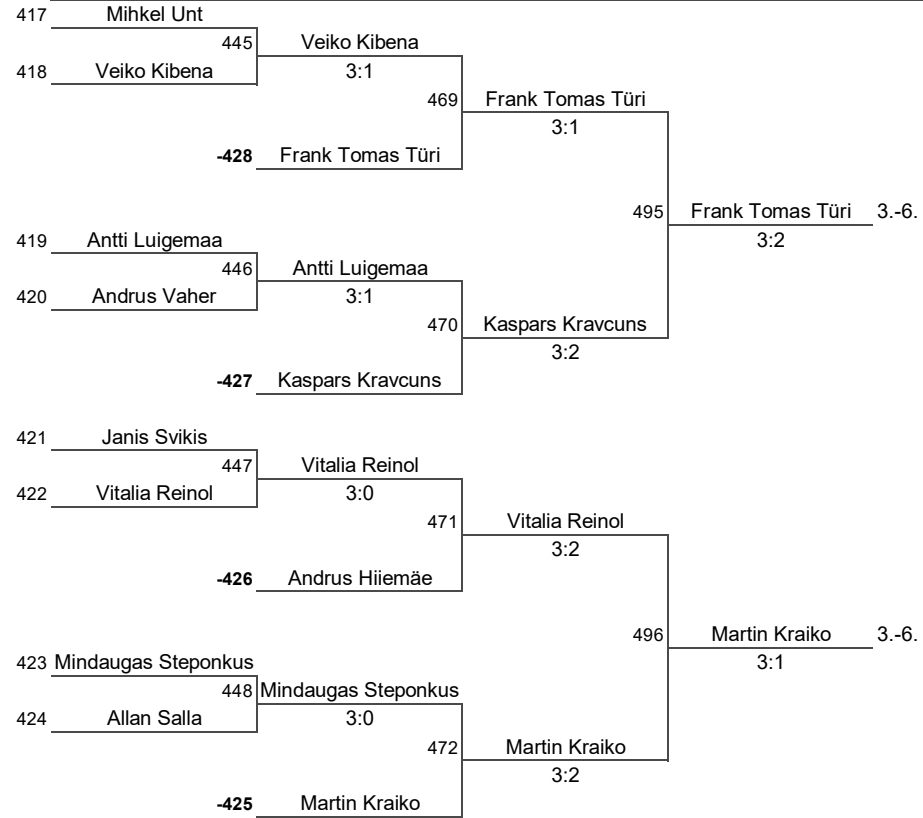 417 Mihkel Unt
445 Veiko Kibena
418 Veiko Kibena 3:1
469 Frank Tomas Türi
3:1
-428 Frank Tomas Türi
495 Frank Tomas Türi 3.-6.
3:2
419 Antti Luigemaa
446 Antti Luigemaa
420 Andrus Vaher 3:1
470 Kaspars Kravcuns
3:2
-427 Kaspars Kravcuns
421 Janis Svikis
447 Vitalia Reinol
422 Vitalia Reinol 3:0
471 Vitalia Reinol
3:2
-426 Andrus Hiiemäe
496 Martin Kraiko 3.-6.
3:1
423 Mindaugas Steponkus
448 Mindaugas Steponkus
424 Allan Salla 3:0
472 Martin Kraiko
3:2
-425 Martin Kraiko